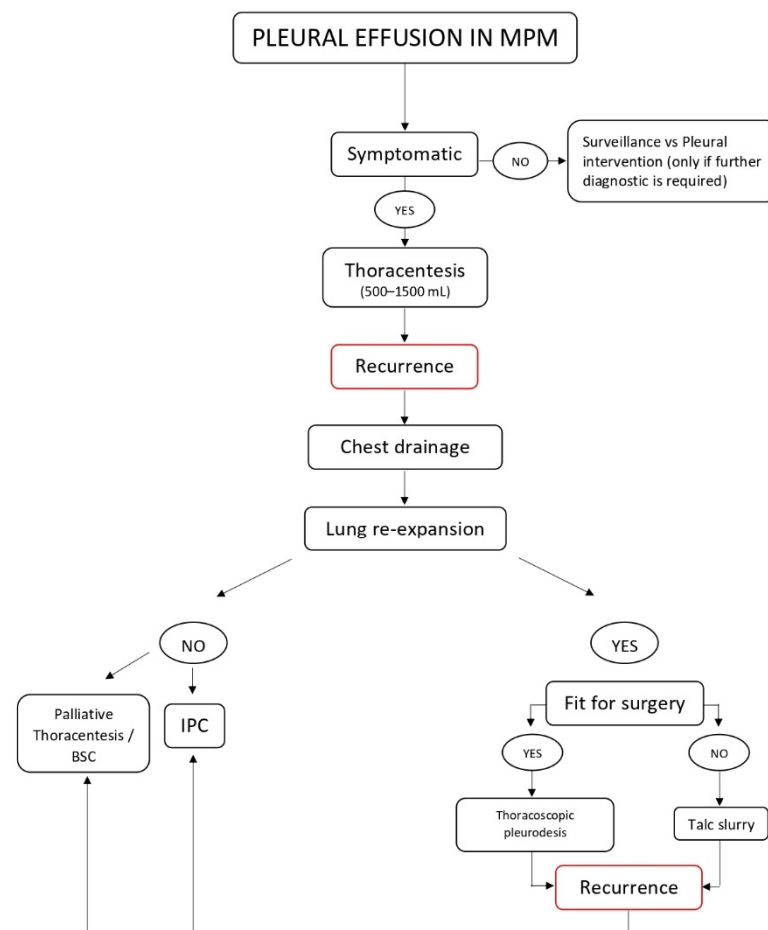 PLEURAL EFFUSION IN MPM
Symptomatic
NO
Surveillance vs Pleural
intervention (only if further
diagnostic is required)
YES
Thoracentesis
(500–1500 mL)
Recurrence
Chest drainage
Lung re-expansion
NO
YES
Palliative
Thoracentesis /
BSC
IPC
Fit for surgery
YES
NO
Thoracoscopic
pleurodesis
Talc slurry
Recurrence